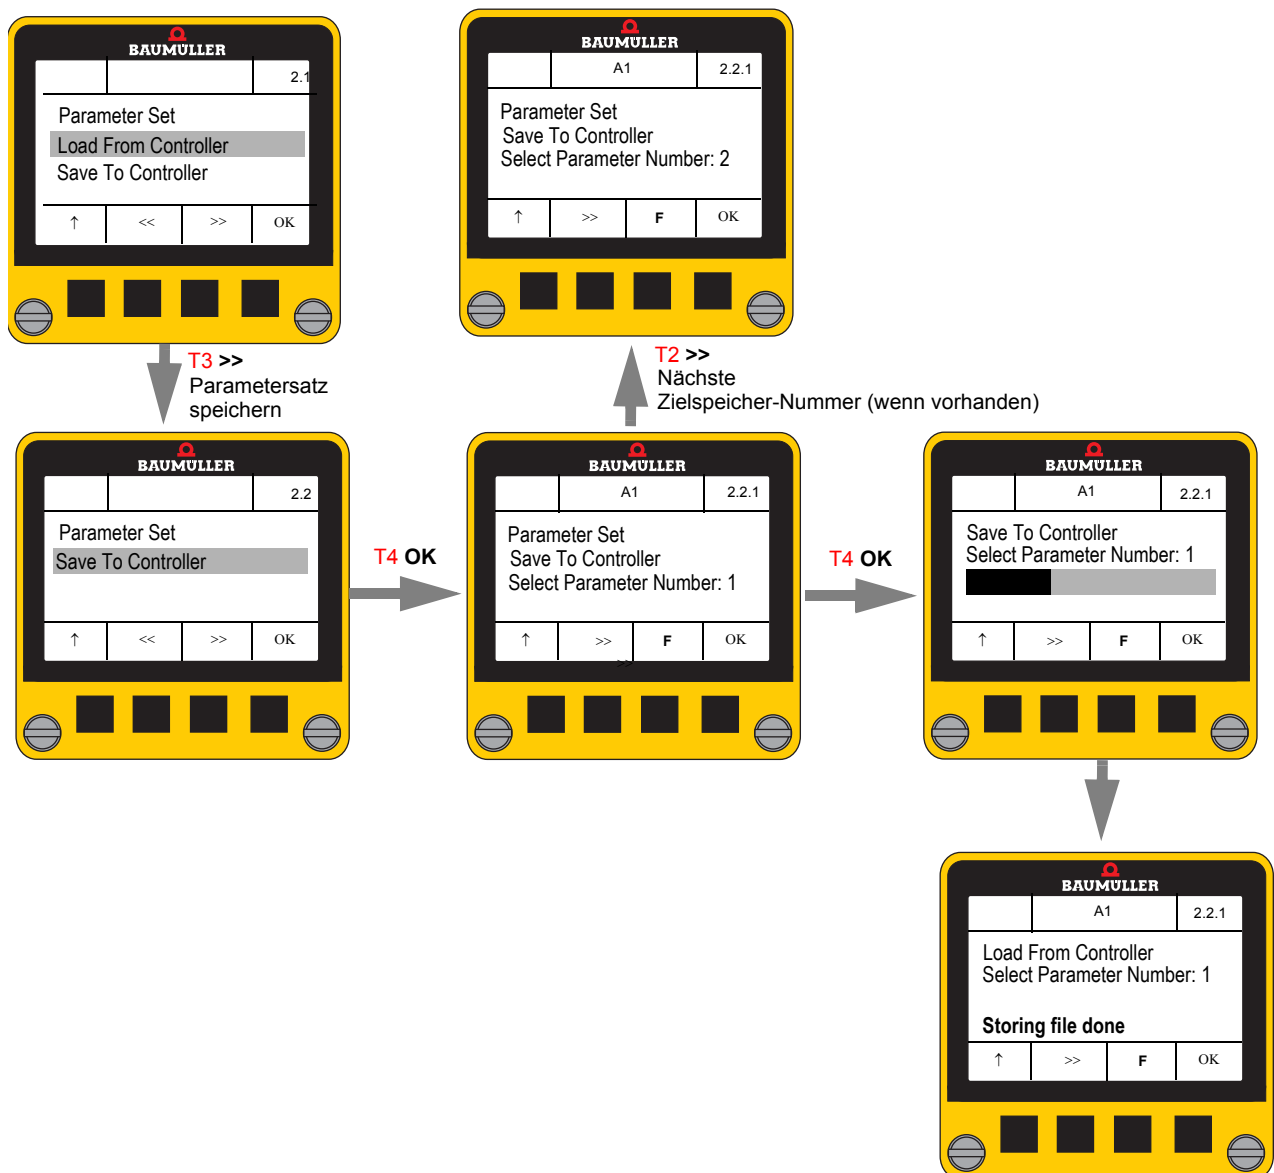 BAUMÜLLER
2.1
Parameter Set
Load From Controller
Save To Controller
↑ << >> OK
BAUMÜLLER
A1 2.2.1
Parameter Set
Save To Controller
Select Parameter Number: 2
↑ >> F OK
T3 >>
Parametersatz
speichern
T2 >>
Nächste
Zielspeicher-Nummer (wenn vorhanden)
BAUMÜLLER
2.2
Parameter Set
Save To Controller
↑ << >> OK
T4 OK
BAUMÜLLER
A1 2.2.1
Parameter Set
Save To Controller
Select Parameter Number: 1
↑ >> F OK
>>
T4 OK
BAUMÜLLER
A1 2.2.1
Save To Controller
Select Parameter Number: 1
↑ >> F OK
BAUMÜLLER
A1 2.2.1
Load From Controller
Select Parameter Number: 1
Storing file done
↑ >> F OK